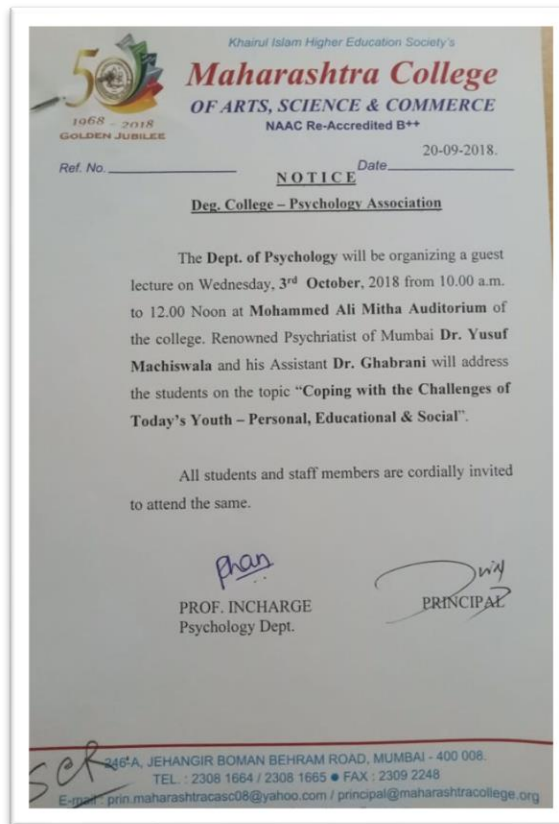 Khairul Islam Higher Education Society's
50
Maharashtra College
OF ARTS, SCIENCE & COMMERCE
1968 - 2018
GOLDEN JUBILEE
NAAC Re-Accredited B++
20-09-2018.
Ref. No.
Date
NOTICE
Deg. College – Psychology Association
The Dept. of Psychology will be organizing a guest
lecture on Wednesday, 3rd October, 2018 from 10.00 a.m.
to 12.00 Noon at Mohammed Ali Mitha Auditorium of
the college. Renowned Psychriatist of Mumbai Dr. Yusuf
Machiswala and his Assistant Dr. Ghabrani will address
the students on the topic “Coping with the Challenges of
Today’s Youth – Personal, Educational & Social”.
All students and staff members are cordially invited
to attend the same.
PROF. INCHARGE
Psychology Dept.
PRINCIPAL
SCR
246-A, JEHANGIR BOMAN BEHRAM ROAD, MUMBAI - 400 008.
TEL. : 2308 1664 / 2308 1665 ● FAX : 2309 2248
E-mail : prin.maharashtracasc08@yahoo.com / principal@maharashtracollege.org